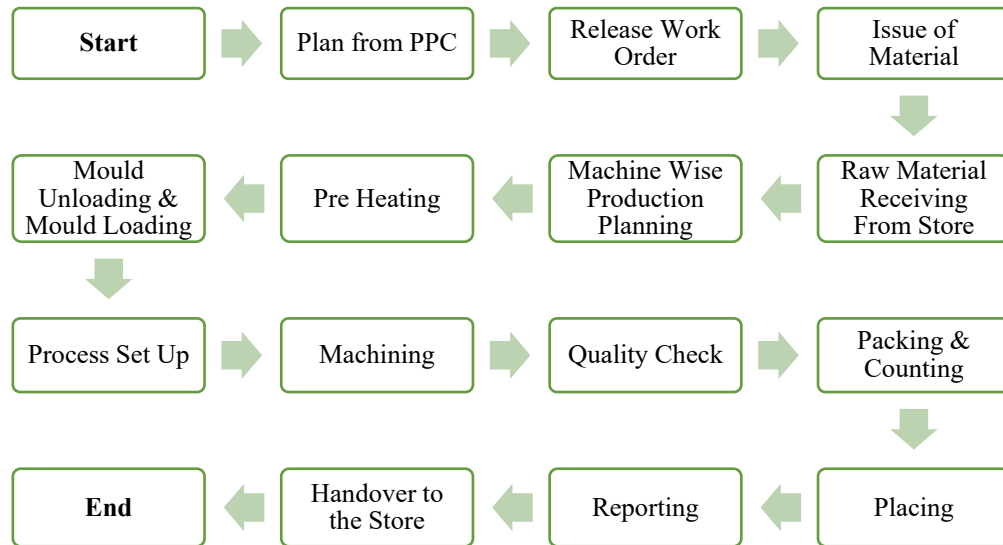 Start
Plan from PPC
Release Work
Order
Issue of
Material
Raw Material
Receiving
From Store
Machine Wise
Production
Planning
Pre Heating
Mould
Unloading &
Mould Loading
Process Set Up
Machining
Quality Check
Packing &
Counting
Placing
Reporting
Handover to
the Store
End